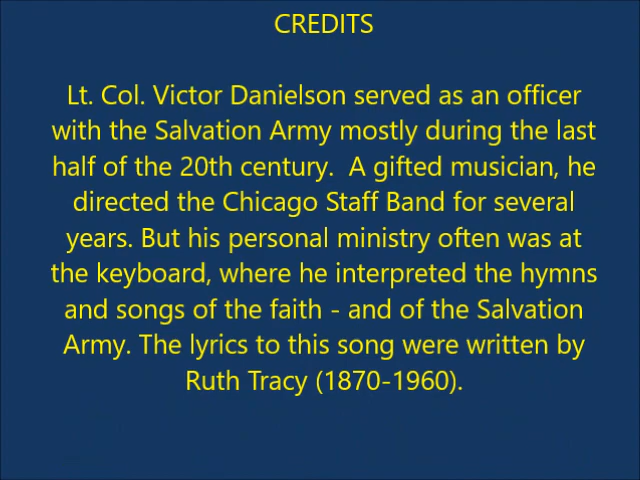 CREDITS
Lt. Col. Victor Danielson served as an officer
with the Salvation Army mostly during the last
half of the 20th century.  A gifted musician, he
directed the Chicago Staff Band for several
years. But his personal ministry often was at
the keyboard, where he interpreted the hymns
and songs of the faith - and of the Salvation
Army. The lyrics to this song were written by
Ruth Tracy (1870-1960).